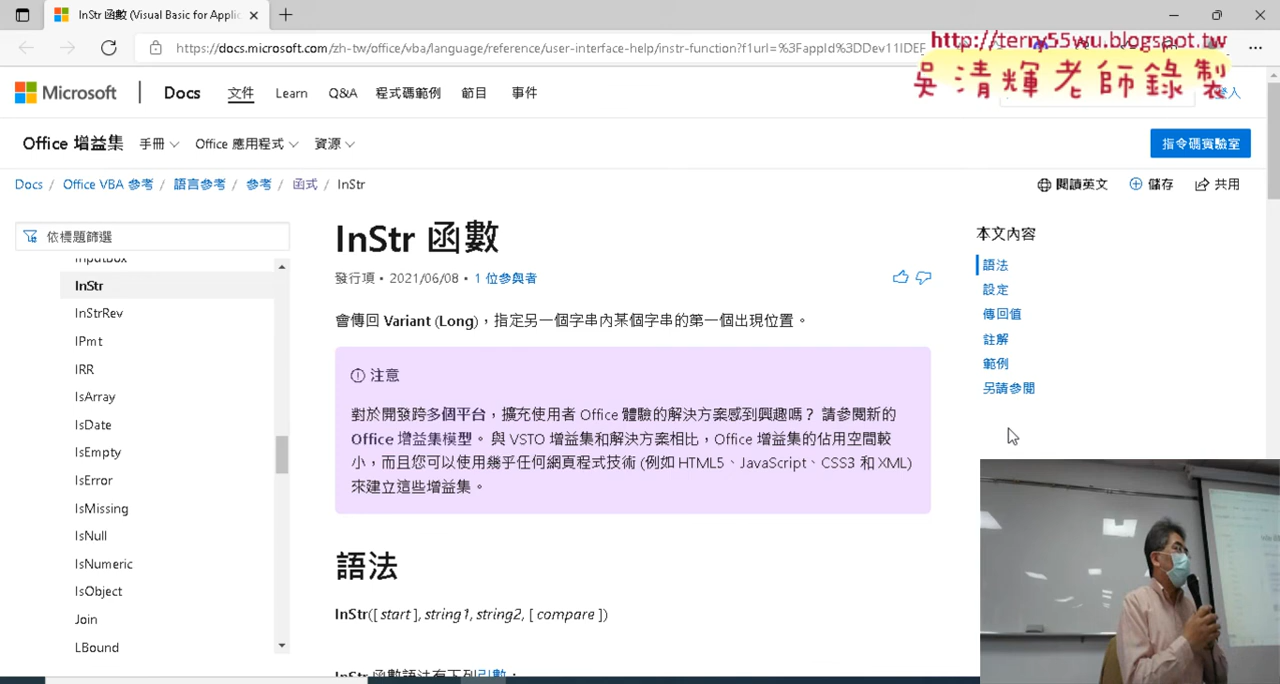 InStr 函數 (Visual Basic for Applic
https://docs.microsoft.com/zh-tw/office/vba/language/reference/user-interface-help/instr-function?f1url=%3FappId%3DDev11IDEF
http://terry55wu.blogspot.tw
吳清輝老師錄製
Microsoft
Docs
文件
Learn
Q&A
程式碼範例
節目
事件
登入
Office 增益集
手冊
Office 應用程式
資源
指令碼實驗室
Docs / Office VBA 參考 / 語言參考 / 參考 / 函式 / InStr
閱讀英文
儲存
共用
依標題篩選
InputBox
InStr
InStrRev
IPmt
IRR
IsArray
IsDate
IsEmpty
IsError
IsMissing
IsNull
IsNumeric
IsObject
Join
LBound
InStr 函數
發行項 • 2021/06/08 • 1 位參與者
會傳回 Variant (Long)，指定另一個字串內某個字串的第一個出現位置。
注意
對於開發跨多個平台，擴充使用者 Office 體驗的解決方案感到興趣嗎？ 請參閱新的
Office 增益集模型。 與 VSTO 增益集和解決方案相比，Office 增益集的佔用空間較
小，而且您可以使用幾乎任何網頁程式技術 (例如 HTML5、JavaScript、CSS3 和 XML)
來建立這些增益集。
語法
InStr([ start ], string1, string2, [ compare ])
InStr 函數語法有下列引數：
本文內容
語法
設定
傳回值
註解
範例
另請參閱